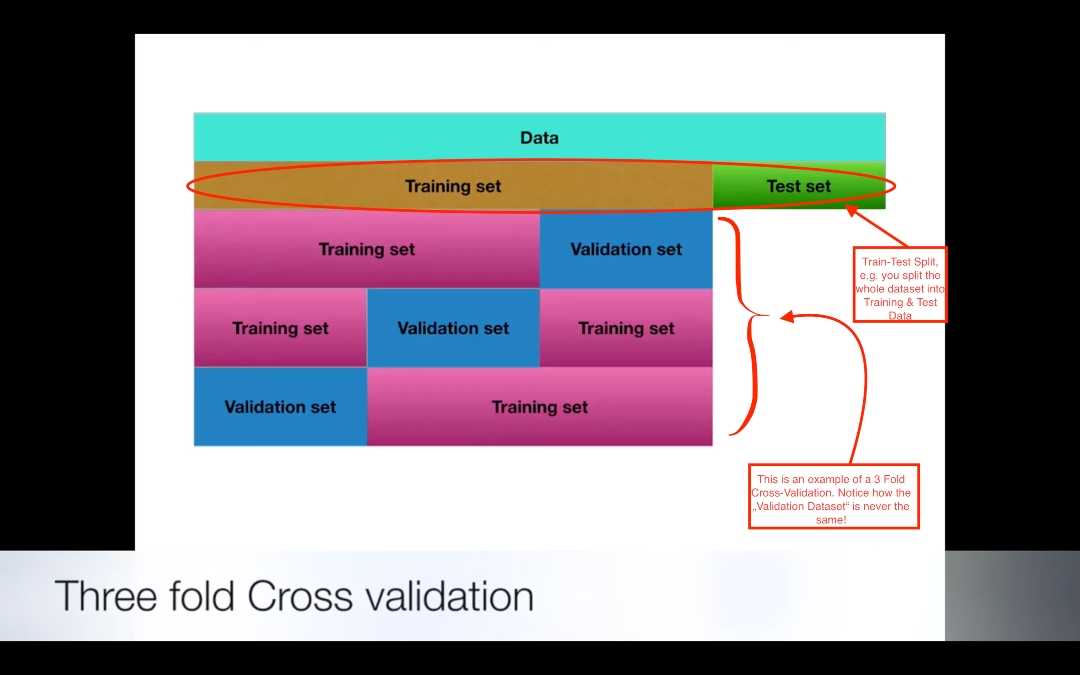 Data
Training set
Test set
Training set
Validation set
Train-Test Split,
e.g. you split the
whole dataset into
Training & Test
Data
Training set
Validation set
Training set
Validation set
Training set
This is an example of a 3 Fold
Cross-Validation. Notice how the
„Validation Dataset“ is never the
same!
Three fold Cross validation